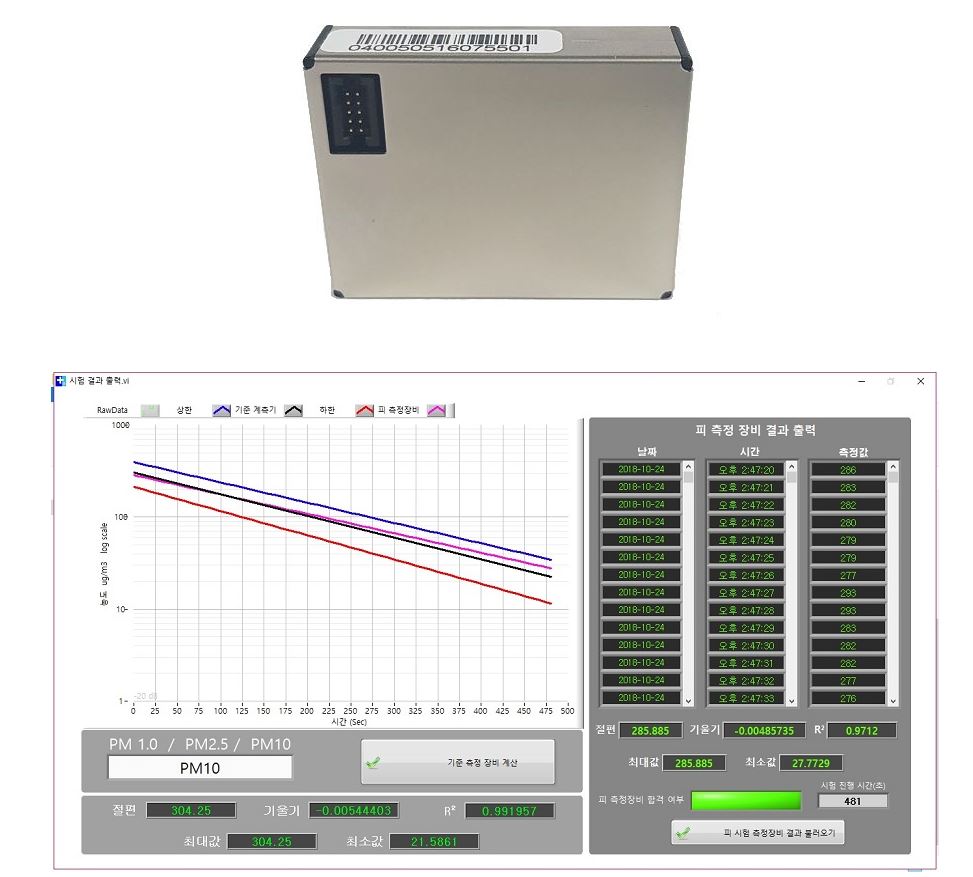 040050516075501
시험 결과 출력.vi
RawData 상한 기준 계측기 하한 피 측정장비
1000
100
10
1
농도 ug/m3 log scale
-20 dB
0 25 50 75 100 125 150 175 200 225 250 275 300 325 350 375 400 425 450 475 500
시간 (Sec)
PM 1.0 / PM2.5 / PM10
PM10
기준 측정 장비 계산
절편 304.25 기울기 -0.00544403 R² 0.991957
최대값 304.25 최소값 21.5861
피 측정 장비 결과 출력
날짜 시간 측정값
2018-10-24 오후 2:47:20 286
2018-10-24 오후 2:47:21 283
2018-10-24 오후 2:47:22 282
2018-10-24 오후 2:47:23 280
2018-10-24 오후 2:47:24 279
2018-10-24 오후 2:47:25 279
2018-10-24 오후 2:47:26 277
2018-10-24 오후 2:47:27 293
2018-10-24 오후 2:47:28 293
2018-10-24 오후 2:47:29 283
2018-10-24 오후 2:47:30 282
2018-10-24 오후 2:47:31 282
2018-10-24 오후 2:47:32 277
2018-10-24 오후 2:47:33 276
절편 285.885 기울기 -0.00485735 R² 0.9712
최대값 285.885 최소값 27.7729
피 측정장비 합격 여부
시험 진행 시간(초)
481
피 시험 측정장비 결과 불러오기